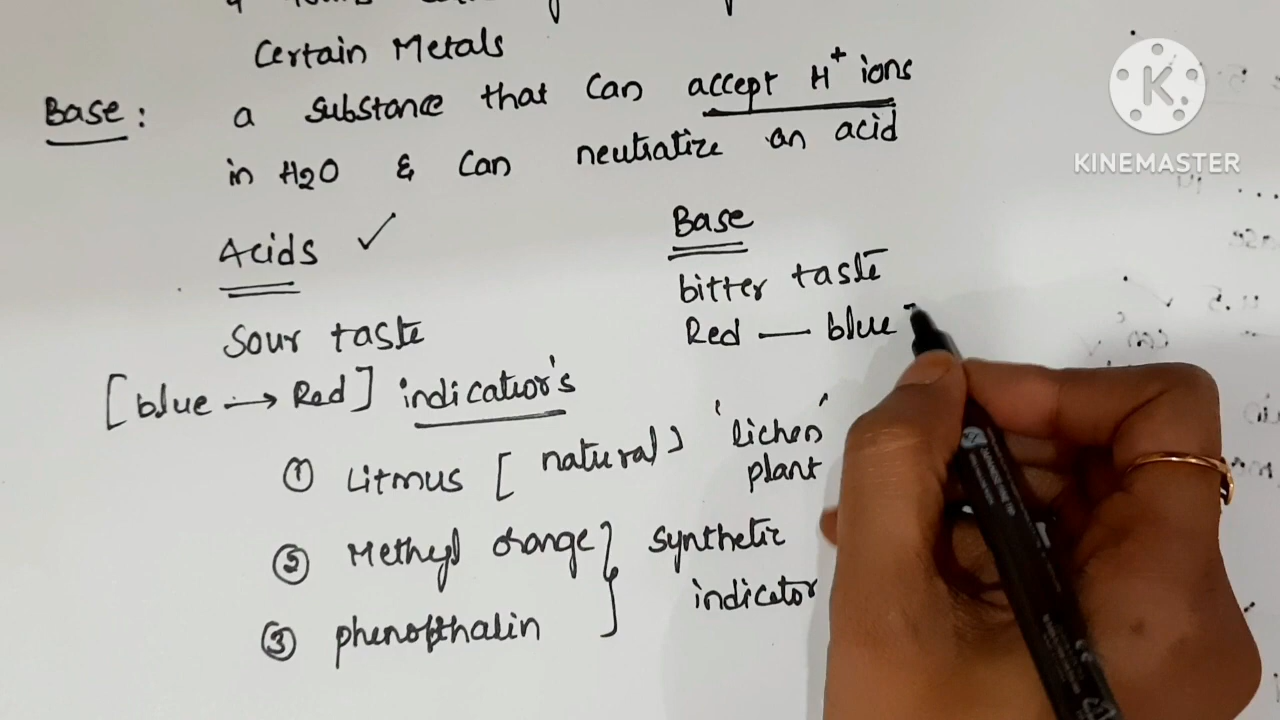 Certain Metals
Base : a substance that can accept H+ ions
in H2O & can neutralize an acid
Acids ✓
Base
bitter taste
Red — blue
Sour taste
[blue → Red] indicator's
① Litmus [natural] 'lichen'
plant
② Methyl orange } synthetic
indicator
③ phenofthalin
K
KINEMASTER